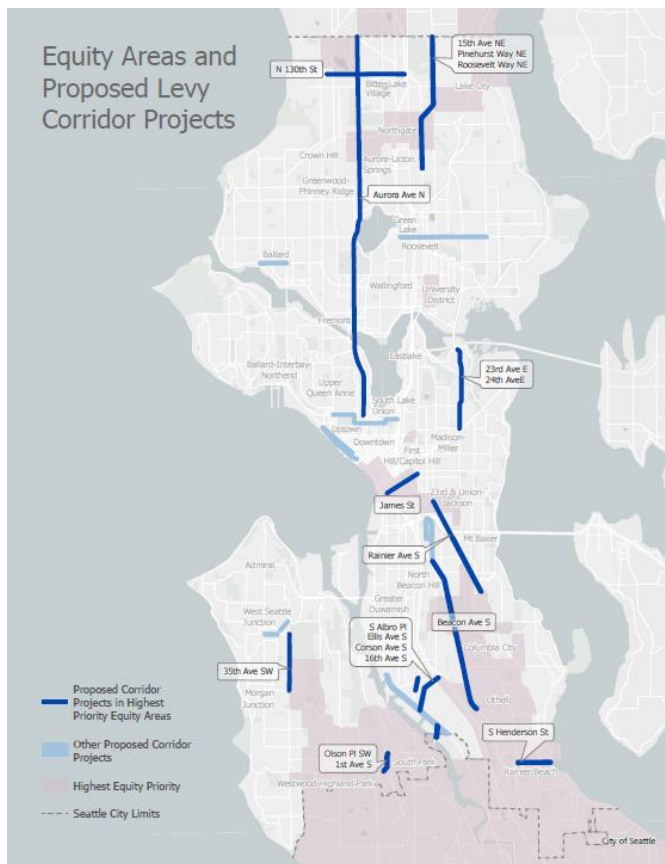 Equity Areas and
Proposed Levy
Corridor Projects
15th Ave NE
Pinehurst Way NE
Roosevelt Way NE
N 130th St
Bitter Lake
Village
Lake City
Northgate
Crown Hill
Aurora-Licton
Springs
Greenwood-
Phinney Ridge
Aurora Ave N
Green
Lake
Roosevelt
Ballard
Wallingford
University
District
Fremont
Eastlake
Ballard-Interbay-
Northend
23rd Ave E
24th AveE
Upper
Queen Anne
South Lake
Union
Uptown
Downtown
Madison-
Miller
First
Hill/Capitol Hill
James St
23rd & Union-
Jackson
Rainier Ave S
Mt Baker
Admiral
North
Beacon Hill
Greater
Duwamish
West Seattle
Junction
S Albro Pl
Ellis Ave S
Corson Ave S
16th Ave S
Beacon Ave S
Columbia City
35th Ave SW
Morgan
Junction
Othello
Proposed Corridor
Projects in Highest
Priority Equity Areas
Other Proposed Corridor
Projects
Highest Equity Priority
Seattle City Limits
S Henderson St
Olson Pl SW
1st Ave S
South Park
Rainier Beach
Westwood-Highland-Park
City of Seattle